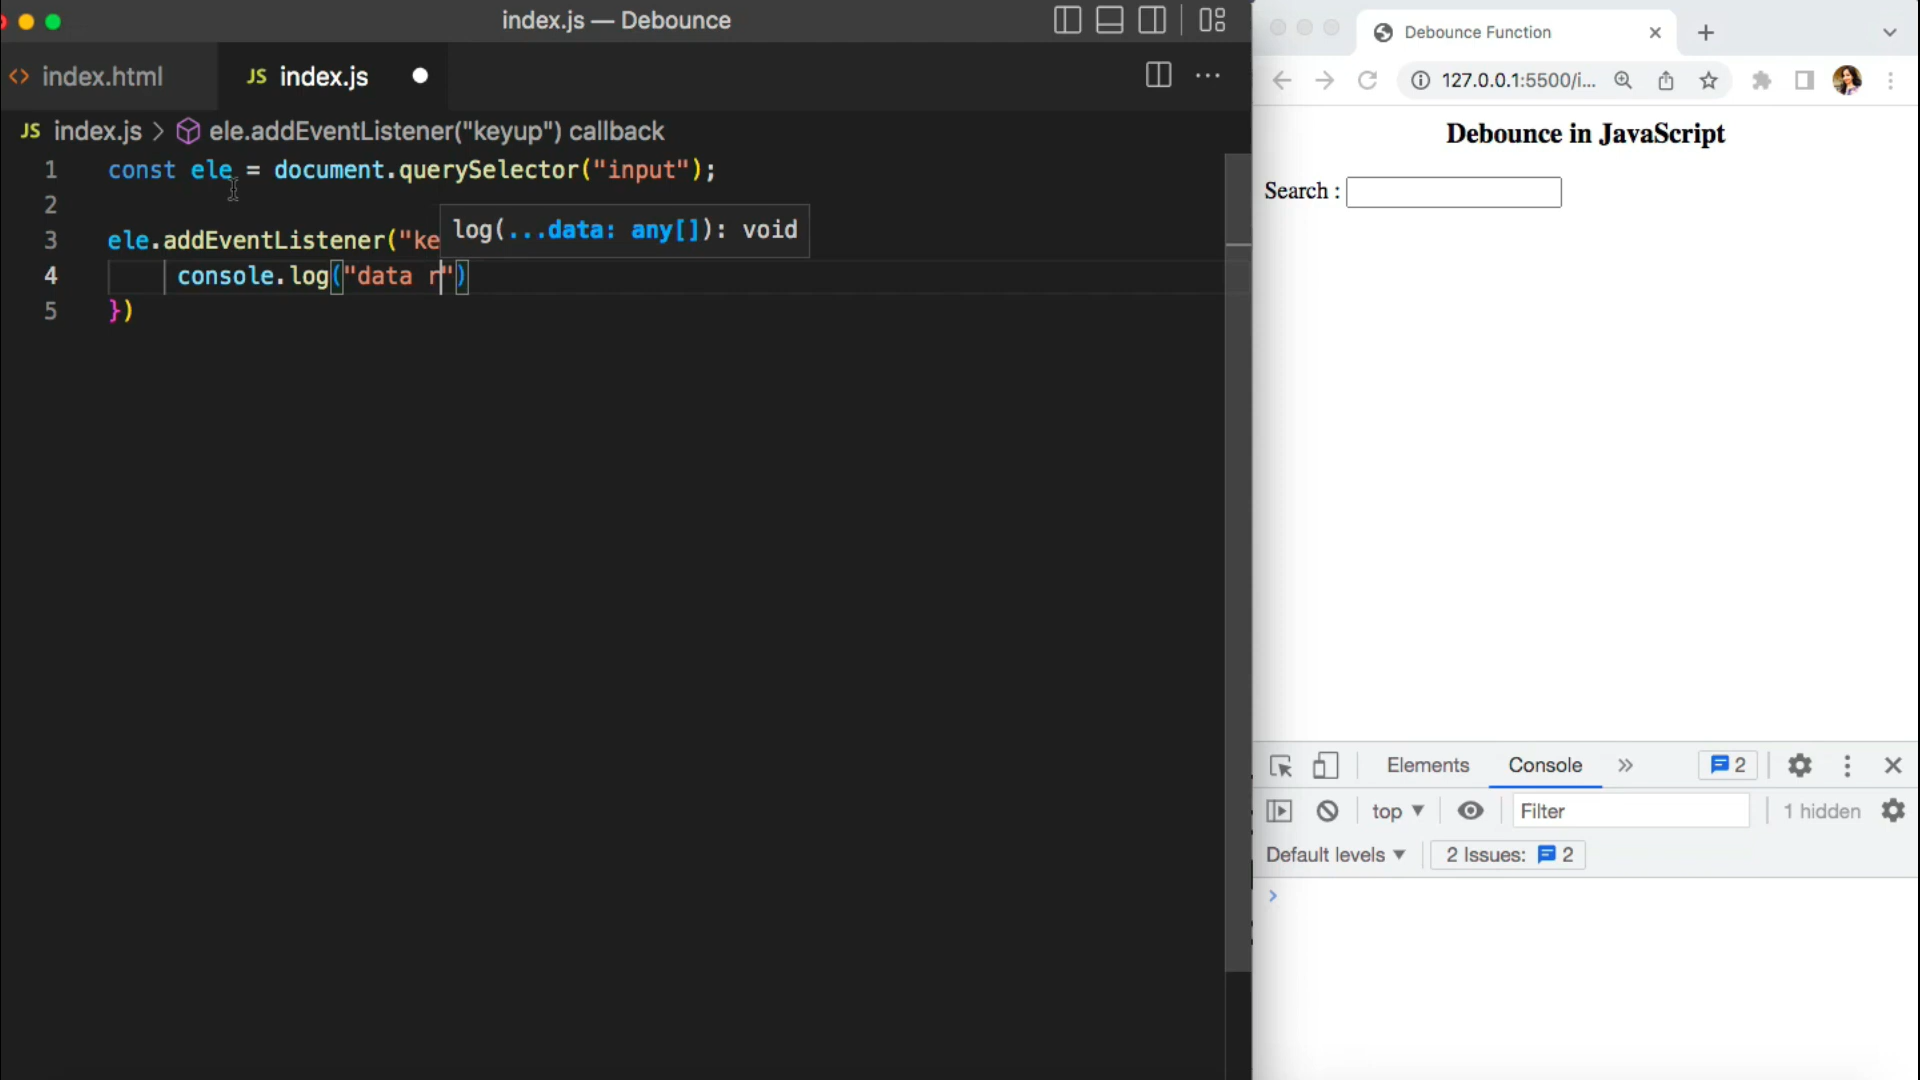 index.js — Debounce
index.html
JS index.js
JS index.js > ele.addEventListener("keyup") callback
1 const ele = document.querySelector("input");
2
3 ele.addEventListener("ke
log(...data: any[]): void
4 console.log("data r")
5 })
Debounce Function
127.0.0.1:5500/i...
Debounce in JavaScript
Search :
Elements Console 2
top Filter 1 hidden
Default levels 2 Issues: 2